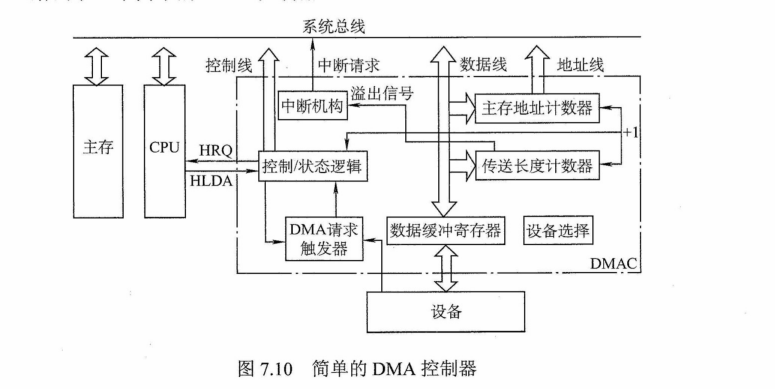 系统总线
控制线
中断请求
数据线
地址线
溢出信号
中断机构
主存地址计数器
+1
主存
CPU
HRQ
HLDA
控制/状态逻辑
传送长度计数器
DMA请求
触发器
数据缓冲寄存器
设备选择
DMAC
设备
图 7.10 简单的 DMA 控制器